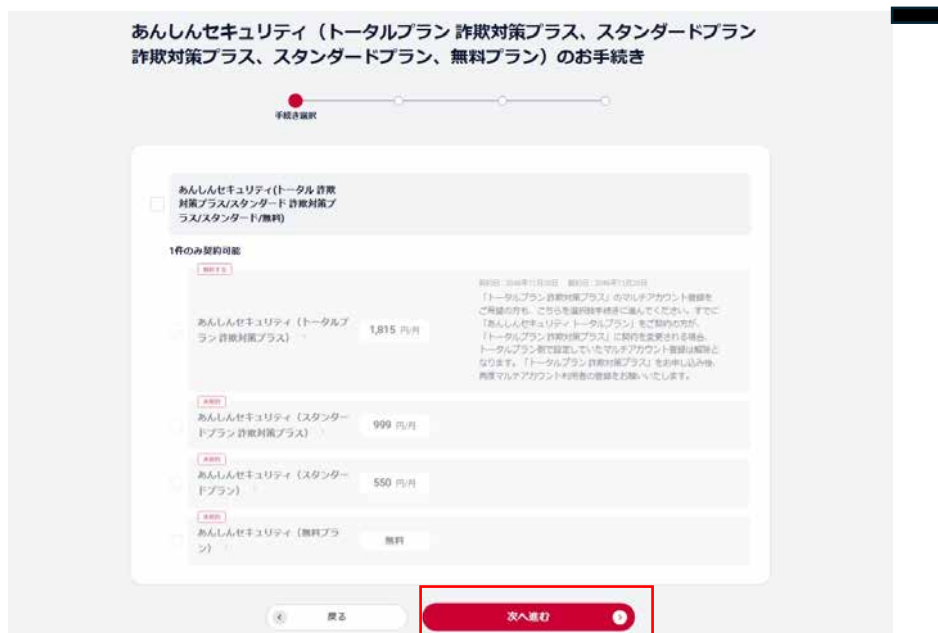 あんしんセキュリティ（トータルプラン 詐欺対策プラス、スタンダードプラン
詐欺対策プラス、スタンダードプラン、無料プラン）のお手続き
手続き選択
あんしんセキュリティ(トータル 詐欺
対策プラス/スタンダード 詐欺対策プ
ラス/スタンダード/無料)
1件のみ契約可能
あんしんセキュリティ（トータルプ
ラン 詐欺対策プラス）
1,815 円/月
「トータルプラン 詐欺対策プラス」のマルチアカウント登録を
ご希望の方も、こちらを選択後手続きに進んでください。すでに
「あんしんセキュリティ トータルプラン」をご契約の方が、
「トータルプラン 詐欺対策プラス」に契約を変更される場合、
トータルプラン側で設定していたマルチアカウント登録は解除と
なります。「トータルプラン 詐欺対策プラス」をお申し込み後、
再度マルチアカウント利用者の登録をお願いいたします。
未契約
あんしんセキュリティ（スタンダー
ドプラン 詐欺対策プラス）
999 円/月
未契約
あんしんセキュリティ（スタンダー
ドプラン）
550 円/月
未契約
あんしんセキュリティ（無料プラ
ン）
無料
戻る
次へ進む